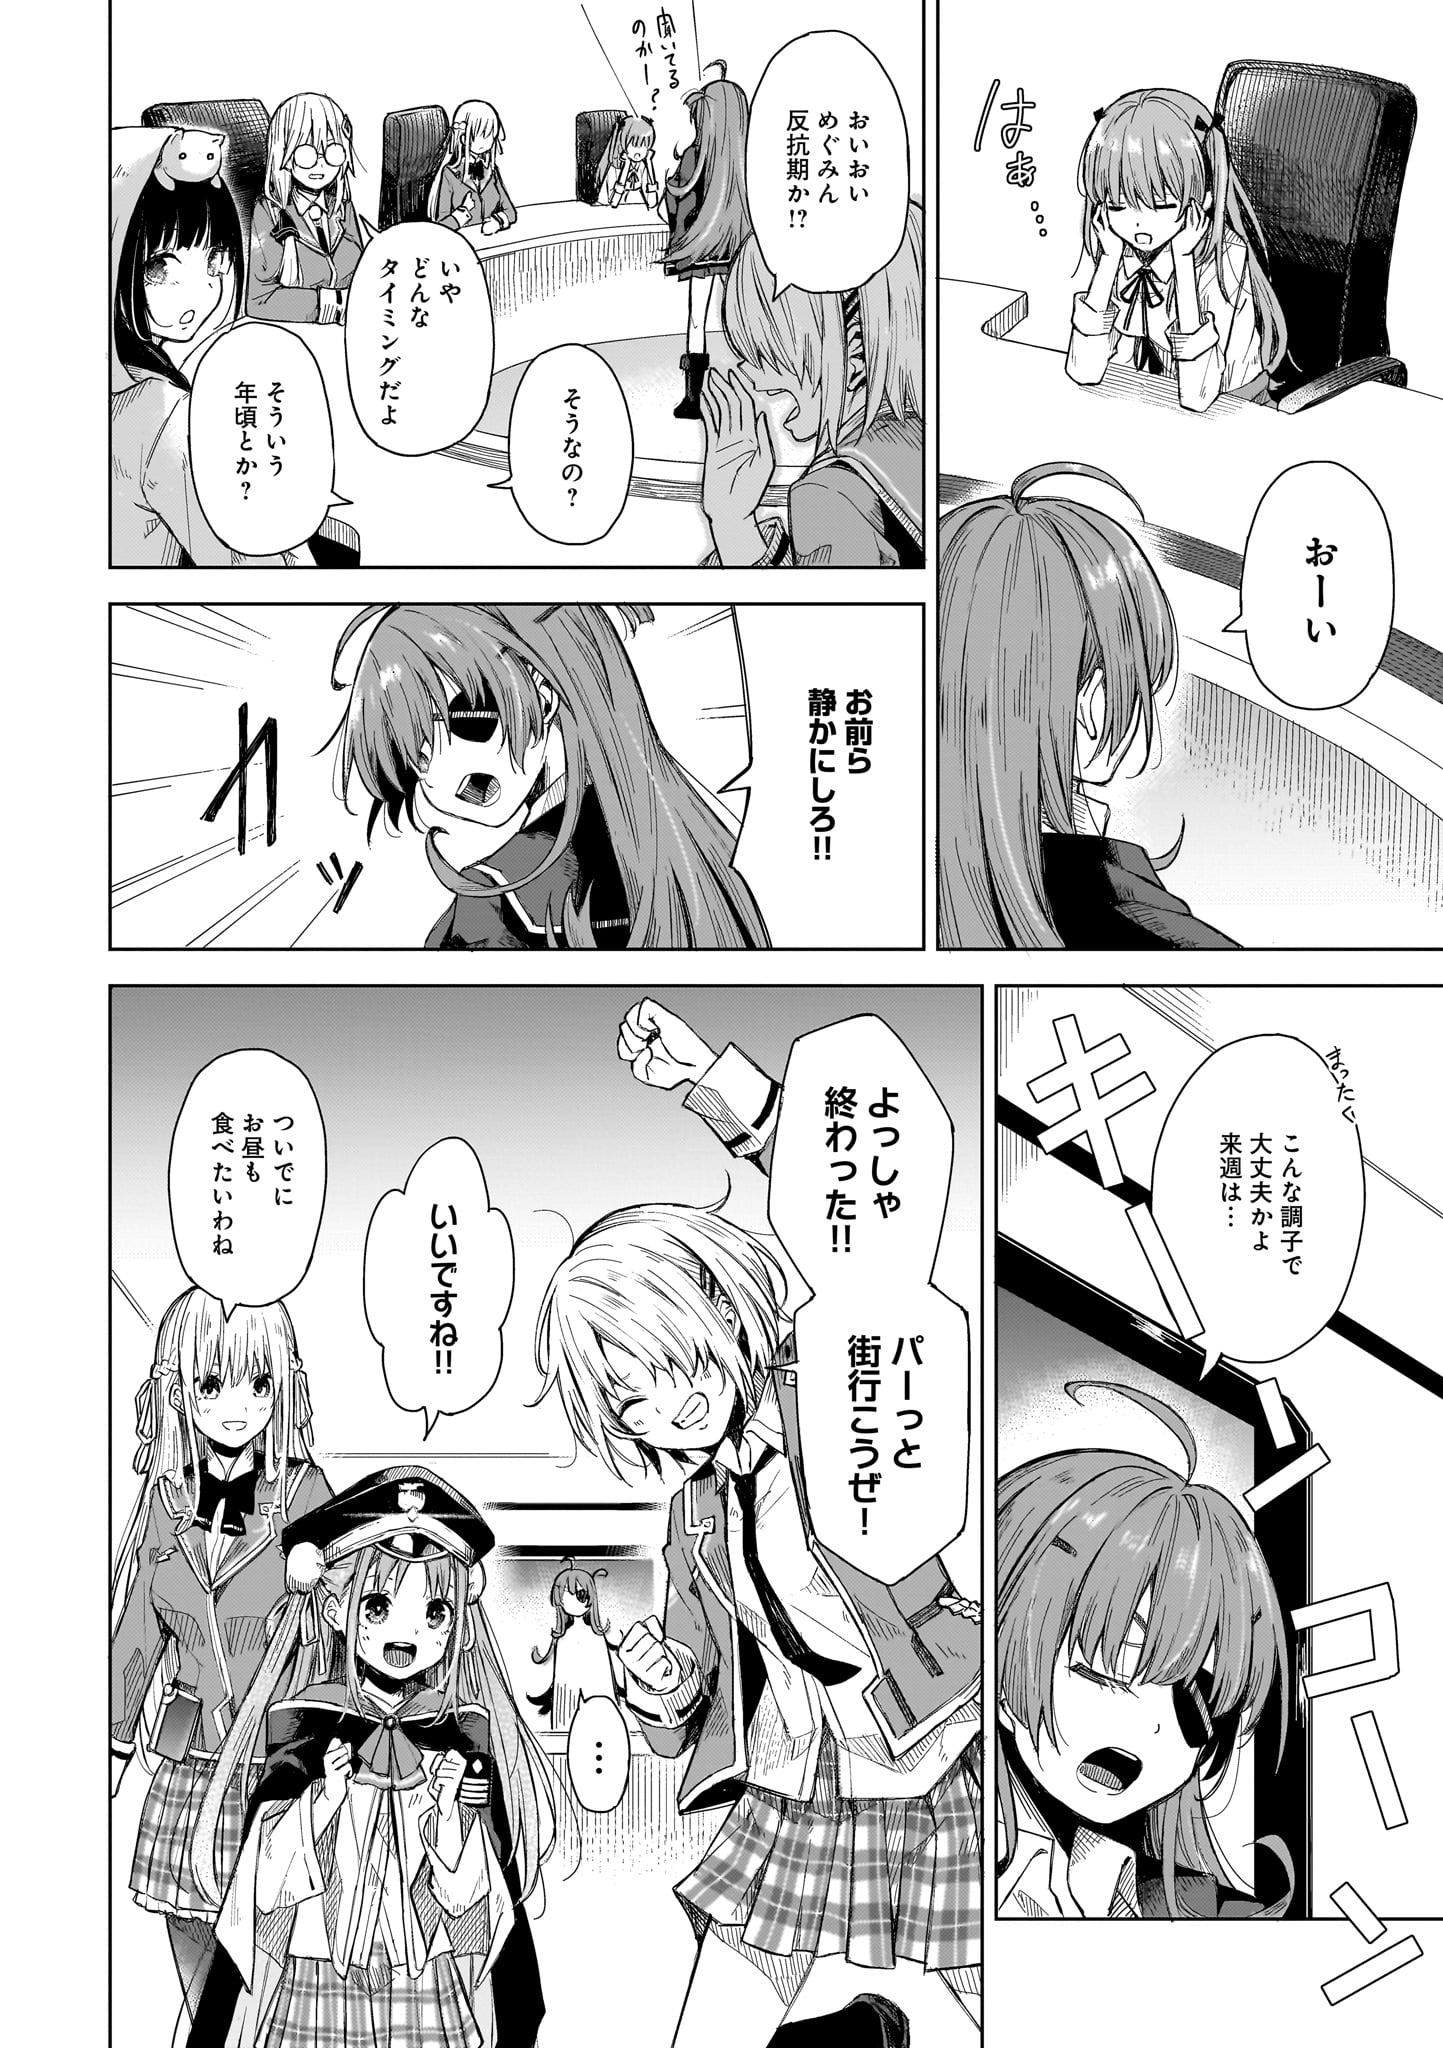 はぁ…
おーい
おいおい
めぐみん
反抗期か!?
聞いてる
のかー?
そうなの?
いや
どんな
タイミングだよ
そういう
年頃とか?
お前ら
静かにしろ!!
まったく
こんな調子で
大丈夫かよ
来週は…
キーンコーン
よっしゃ
終わった!!
パーっと
街行こうぜ!
いいですね!!
ついでに
お昼も
食べたいわね
…